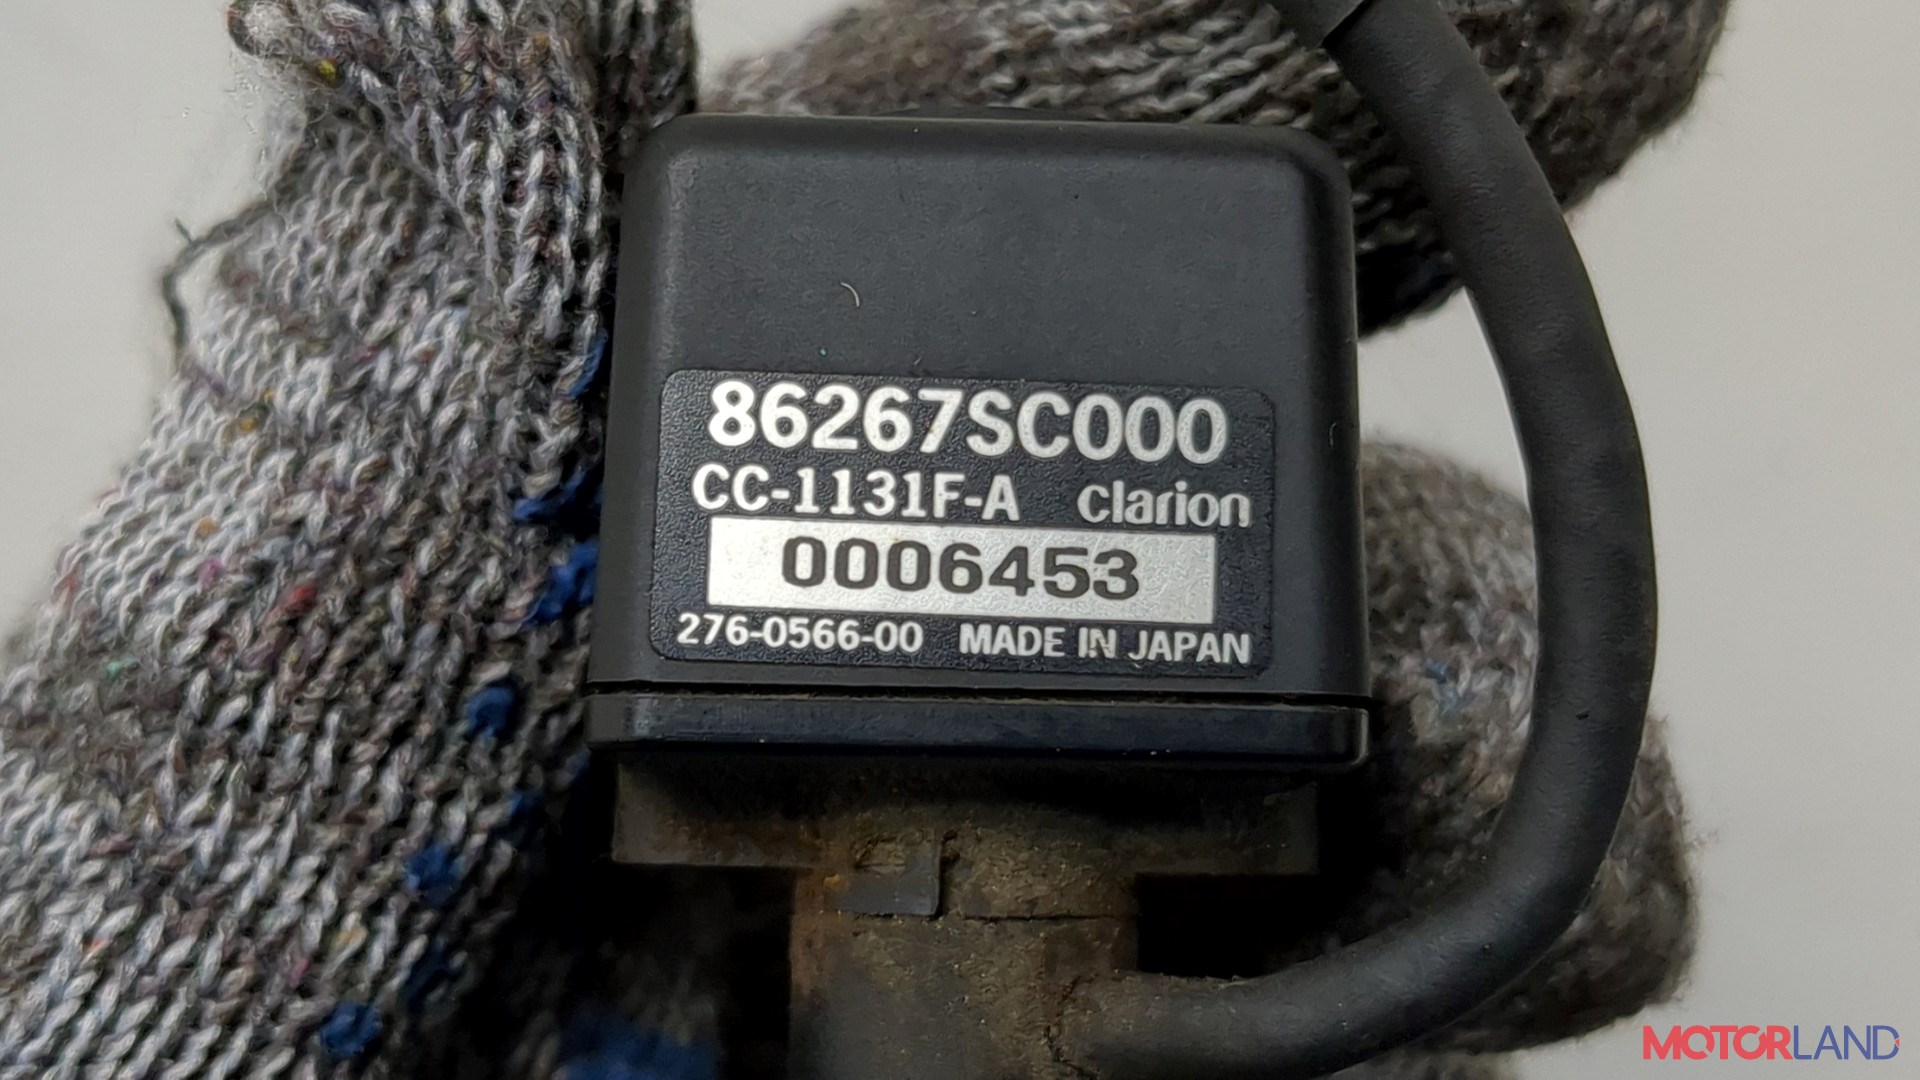 86267SC000
CC-1131F-A clarion
0006453
276-0566-00 MADE IN JAPAN
MOTORLAND